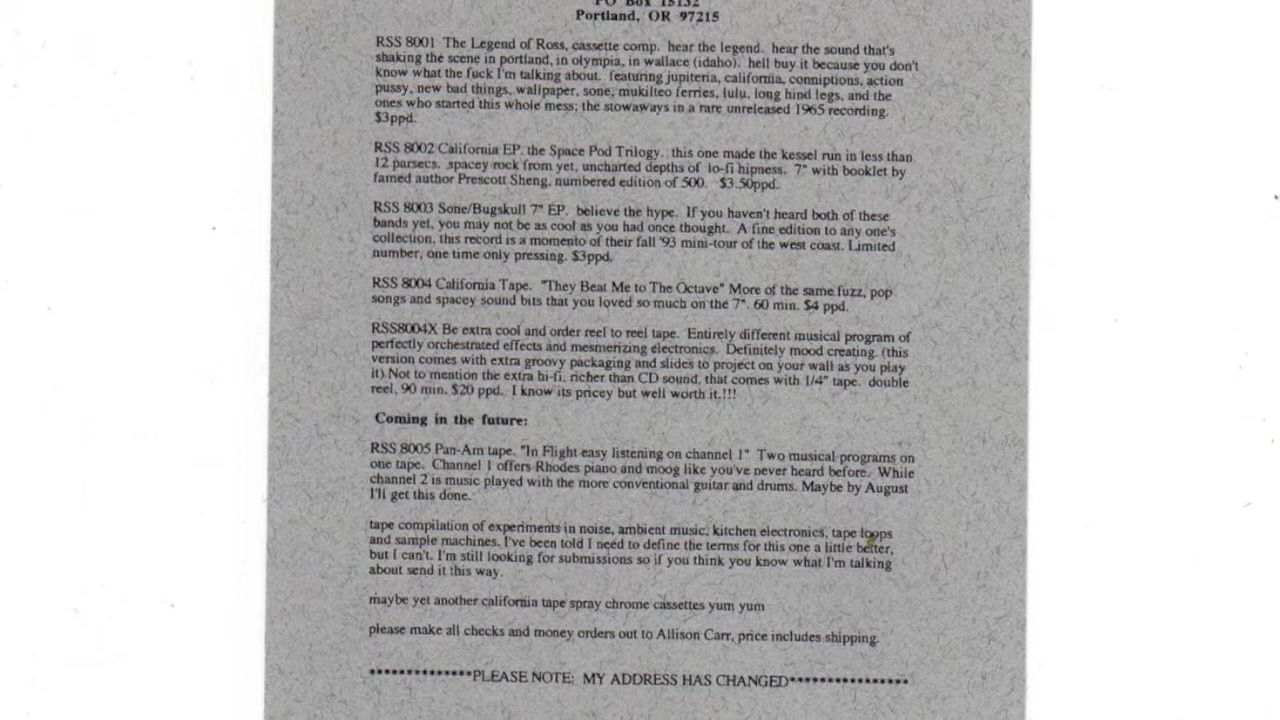 PO Box 15132
Portland, OR 97215
RSS 8001 The Legend of Ross, cassette comp. hear the legend. hear the sound that's
shaking the scene in portland, in olympia, in wallace (idaho). hell buy it because you don't
know what the fuck I'm talking about. featuring jupiteria, california, conniptions, action
pussy, new bad things, wallpaper, sone, mukilteo ferries, lulu, long hind legs, and the
ones who started this whole mess; the stowaways in a rare unreleased 1965 recording.
$3ppd.
RSS 8002 California EP. the Space Pod Trilogy. this one made the kessel run in less than
12 parsecs. spacey rock from yet, uncharted depths of lo-fi hipness. 7" with booklet by
famed author Prescott Sheng, numbered edition of 500. $3.50ppd.
RSS 8003 Sone/Bugskull 7" EP. believe the hype. If you haven't heard both of these
bands yet, you may not be as cool as you had once thought. A fine edition to any one's
collection, this record is a momento of their fall '93 mini-tour of the west coast. Limited
number, one time only pressing. $3ppd.
RSS 8004 California Tape. "They Beat Me to The Octave" More of the same fuzz, pop
songs and spacey sound bits that you loved so much on the 7". 60 min. $4 ppd.
RSS8004X Be extra cool and order reel to reel tape. Entirely different musical program of
perfectly orchestrated effects and mesmerizing electronics. Definitely mood creating. (this
version comes with extra groovy packaging and slides to project on your wall as you play
it) Not to mention the extra hi-fi, richer than CD sound, that comes with 1/4" tape. double
reel, 90 min. $20 ppd. I know its pricey but well worth it.!!!
Coming in the future:
RSS 8005 Pan-Am tape. "In Flight easy listening on channel 1" Two musical programs on
one tape. Channel 1 offers Rhodes piano and moog like you've never heard before. While
channel 2 is music played with the more conventional guitar and drums. Maybe by August
I'll get this done.
tape compilation of experiments in noise, ambient music, kitchen electronics, tape loops
and sample machines. I've been told I need to define the terms for this one a little better,
but I can't. I'm still looking for submissions so if you think you know what I'm talking
about send it this way.
maybe yet another california tape spray chrome cassettes yum yum
please make all checks and money orders out to Allison Carr, price includes shipping.
**************PLEASE NOTE: MY ADDRESS HAS CHANGED****************